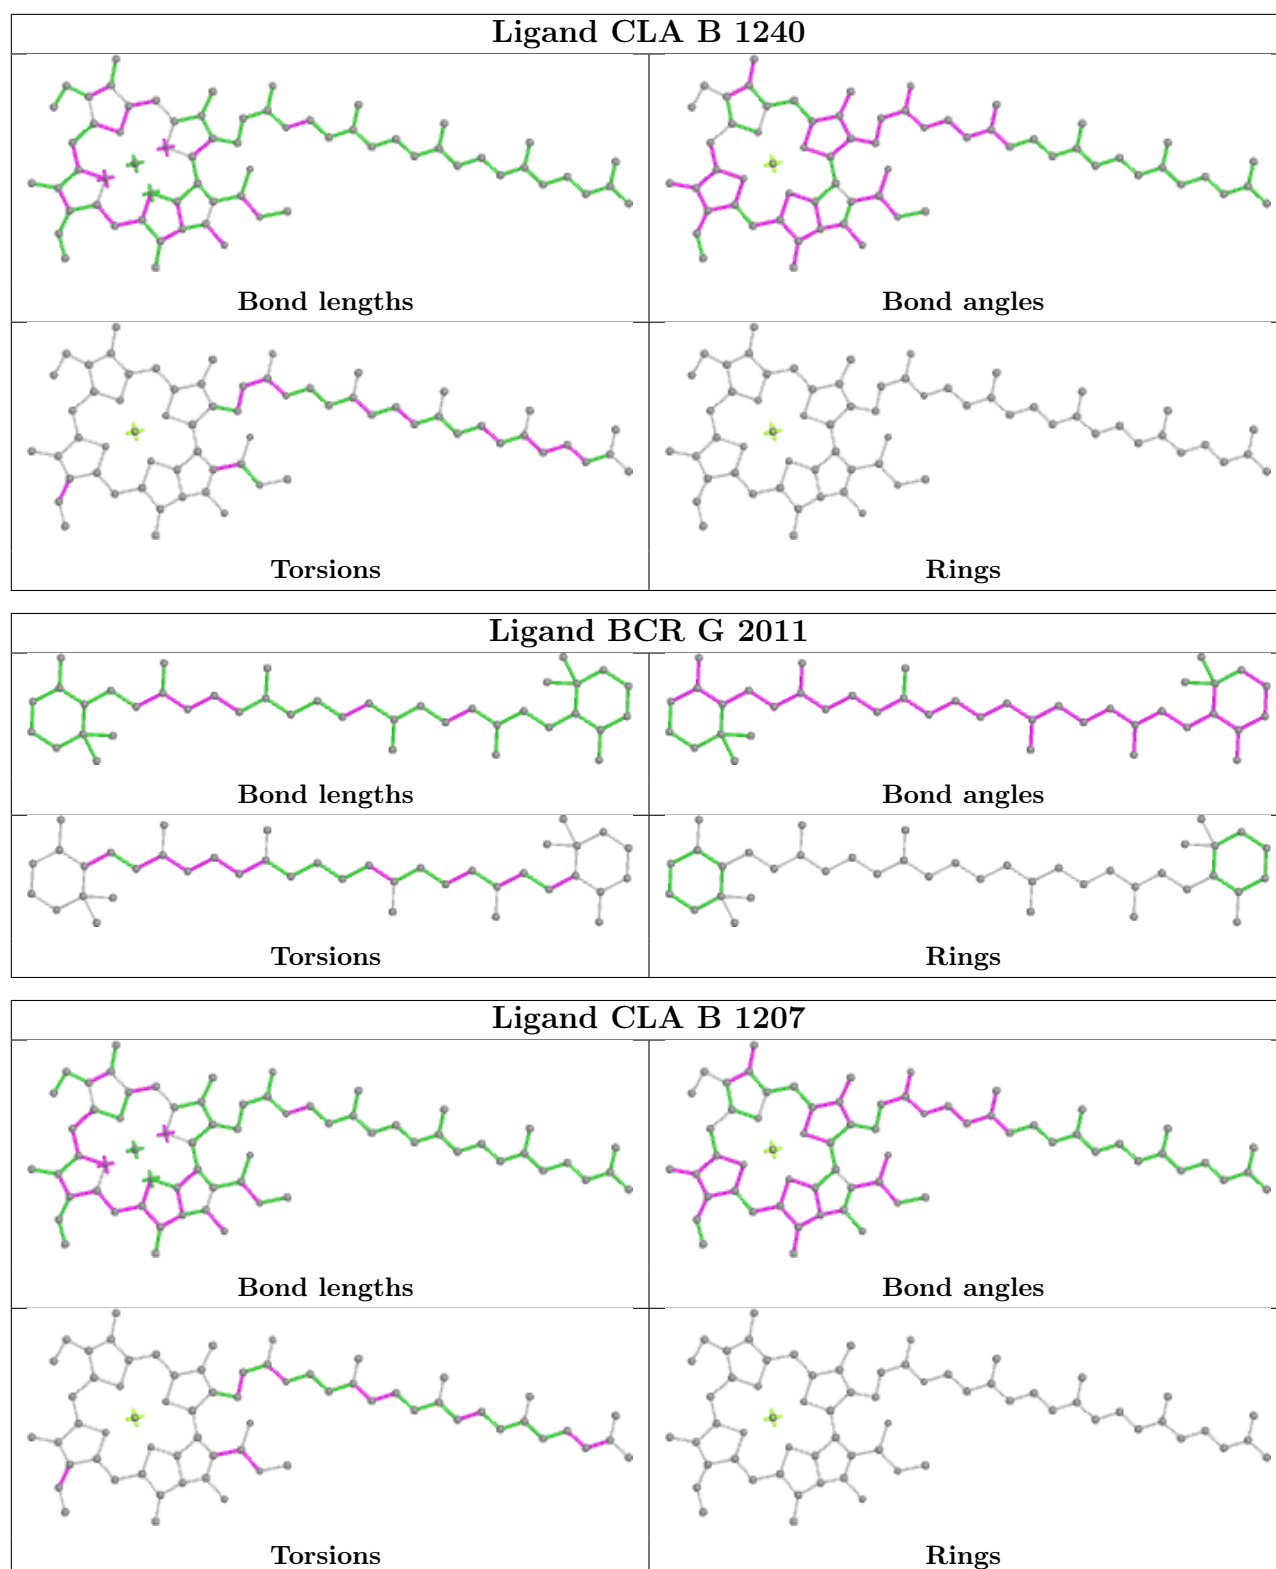 Ligand CLA B 1240
Bond lengths
Bond angles
Torsions
Rings
Ligand BCR G 2011
Bond lengths
Bond angles
Torsions
Rings
Ligand CLA B 1207
Bond lengths
Bond angles
Torsions
Rings